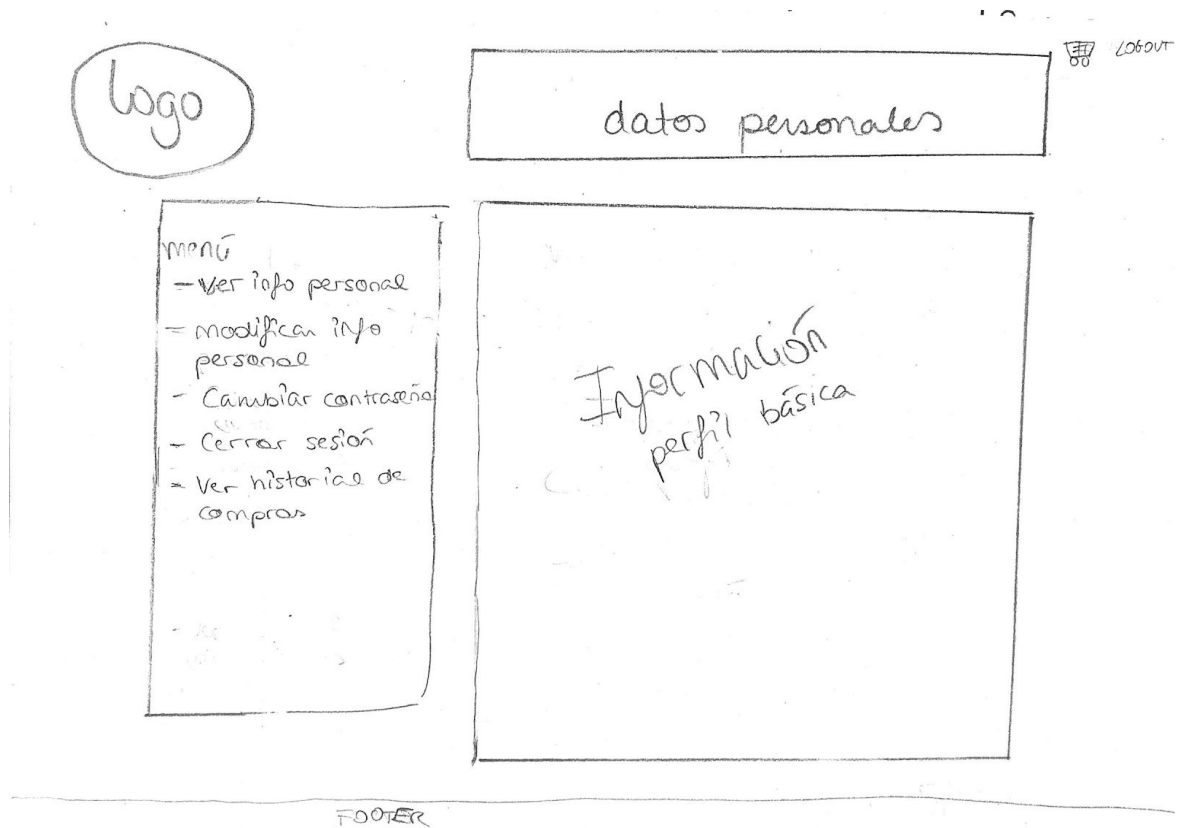 Logo
datos personales
LOGOUT
menú
- Ver info personal
- modificar info
personal
- Cambiar contraseña
- Cerrar sesión
- Ver historial de
compras
Información
perfil básica
FOOTER